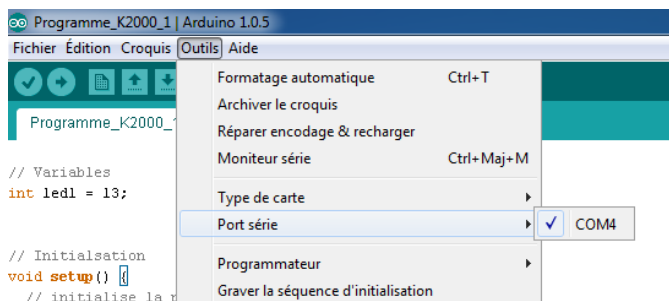 Programme_K2000_1 | Arduino 1.0.5
Fichier Édition Croquis Outils Aide
Programme_K2000_1
Formatage automatique Ctrl+T
Archiver le croquis
Réparer encodage & recharger
Moniteur série Ctrl+Maj+M
Type de carte
Port série
COM4
Programmateur
Graver la séquence d'initialisation
// Variables
int led1 = 13;
// Initialsation
void setup() {
// initialise la